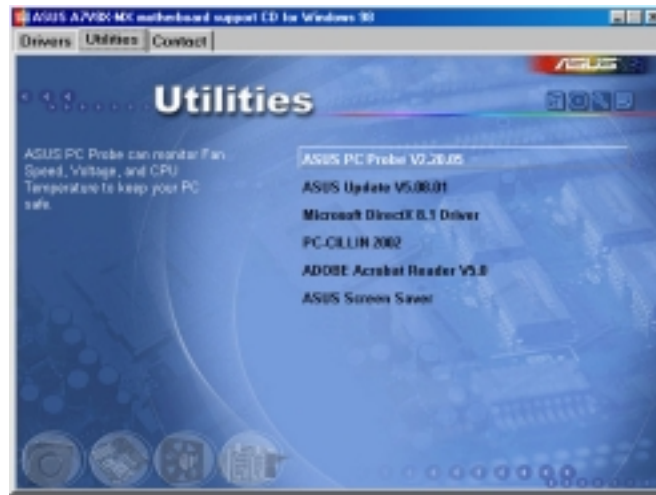 ASUS A7V8X-MX motherboard support CD for Windows 98
Drivers Utilities Contact
ASUS
Utilities
ASUS PC Probe can monitor Fan
Speed, Voltage, and CPU
Temperature to keep your PC
safe.
ASUS PC Probe V2.20.05
ASUS Update V5.08.01
Microsoft DirectX 8.1 Driver
PC-CILLIN 2002
ADOBE Acrobat Reader V5.0
ASUS Screen Saver